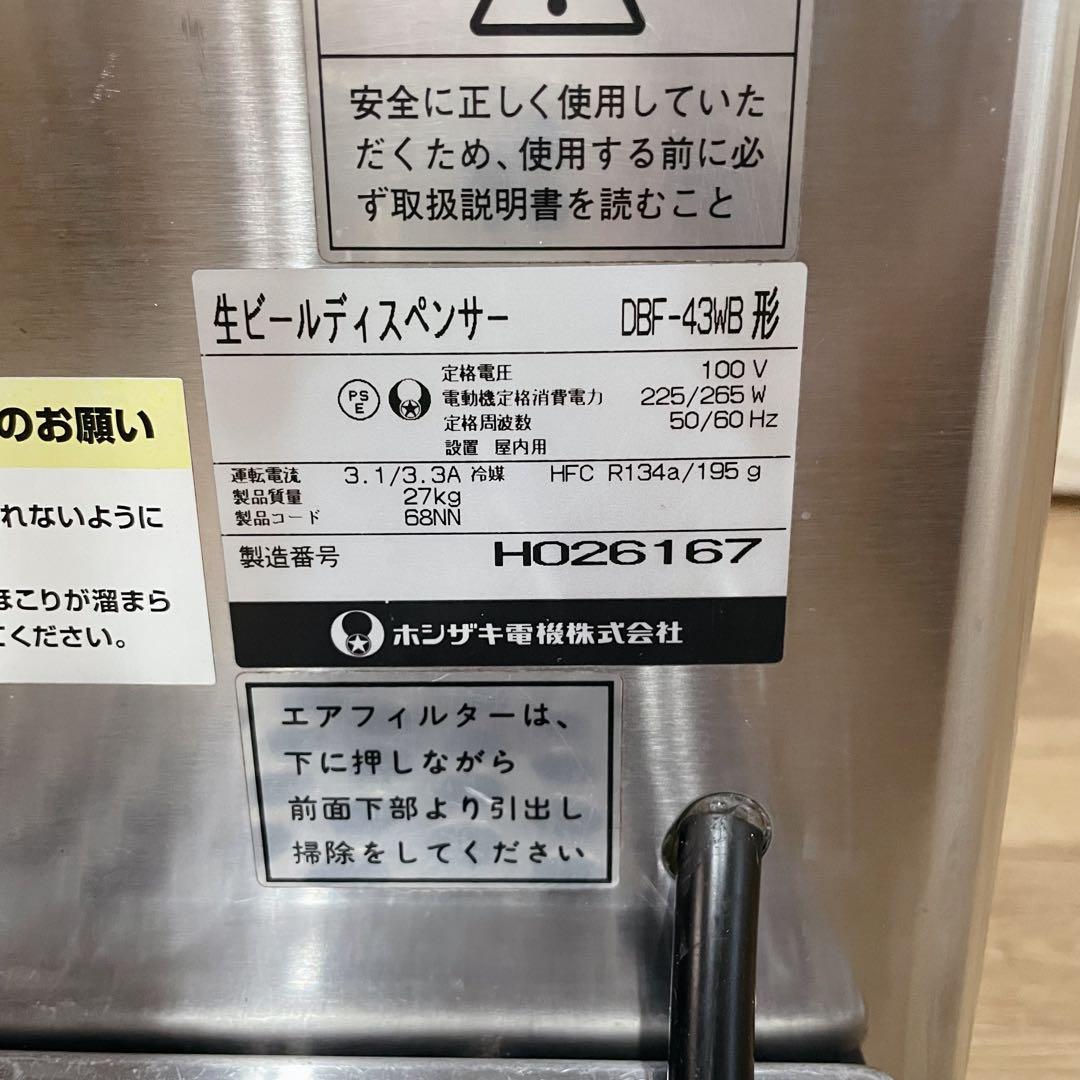 安全に正しく使用していた
だくため、使用する前に必
ず取扱説明書を読むこと
生ビールディスペンサー DBF-43WB形
定格電圧 100 V
PS
E
電動機定格消費電力 225/265 W
定格周波数 50/60 Hz
設置 屋内用
運転電流 3.1/3.3A 冷媒 HFC R134a/195 g
製品質量 27kg
製品コード 68NN
製造番号 H026167
ホシザキ電機株式会社
のお願い
れないように
ほこりが溜まら
ください。
エアフィルターは、
下に押しながら
前面下部より引出し
掃除をしてください